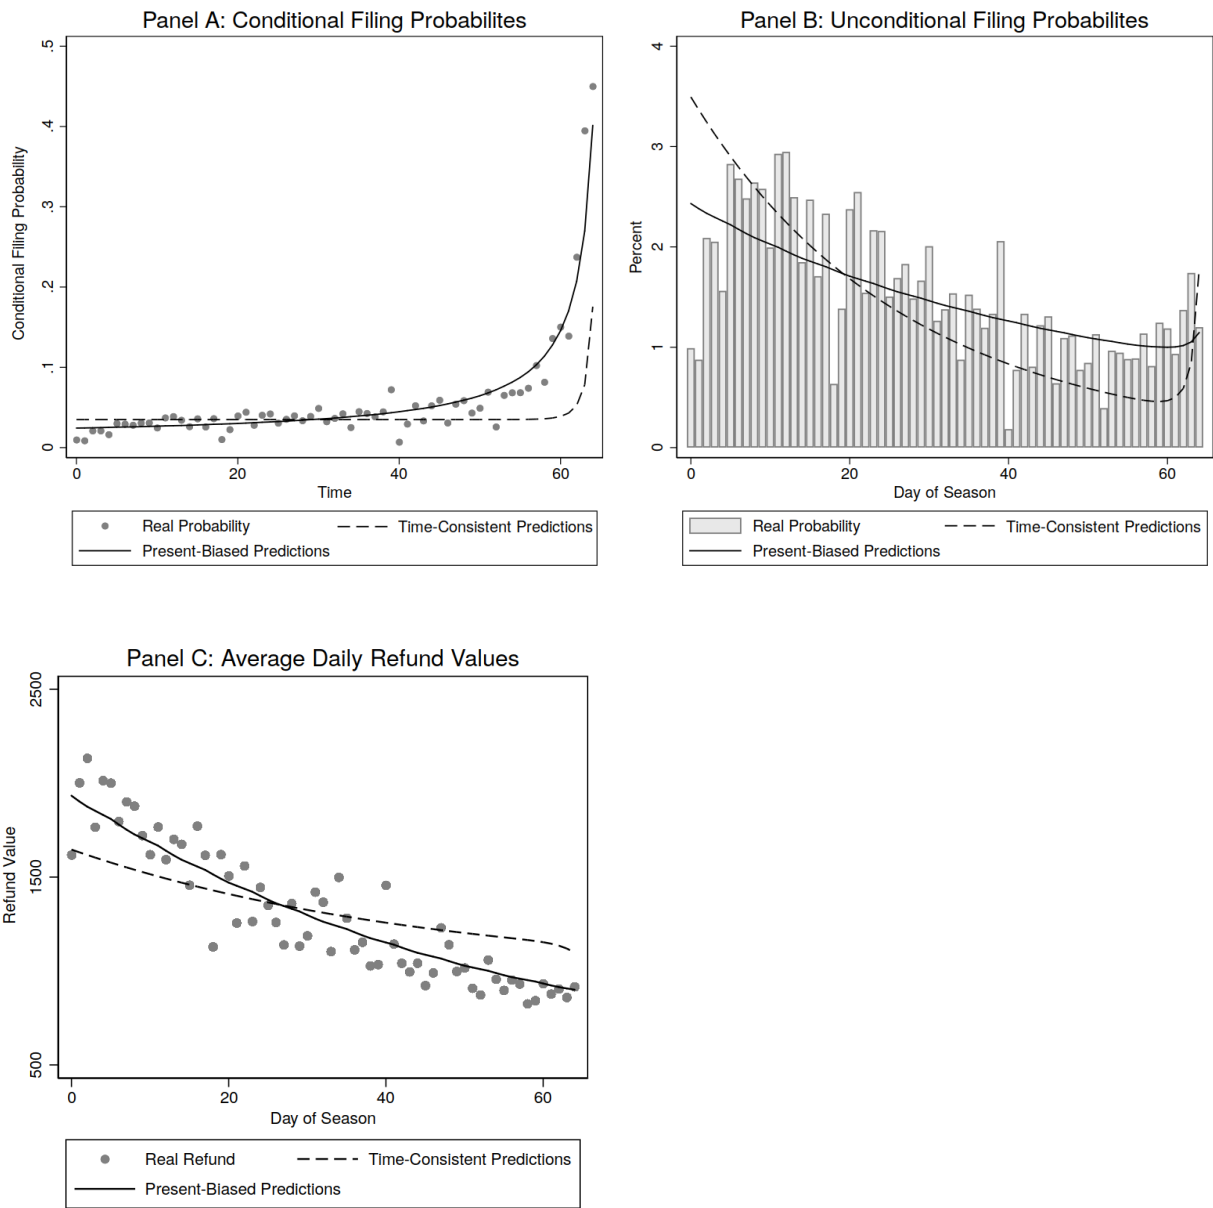 Panel A: Conditional Filing Probabilites
Conditional Filing Probability
.5
.4
.3
.2
.1
0
0 20 40 60
Time
Real Probability Time-Consistent Predictions
Present-Biased Predictions
Panel B: Unconditional Filing Probabilites
Percent
4
3
2
1
0
0 20 40 60
Day of Season
Real Probability Time-Consistent Predictions
Present-Biased Predictions
Panel C: Average Daily Refund Values
Refund Value
2500
1500
500
0 20 40 60
Day of Season
Real Refund Time-Consistent Predictions
Present-Biased Predictions